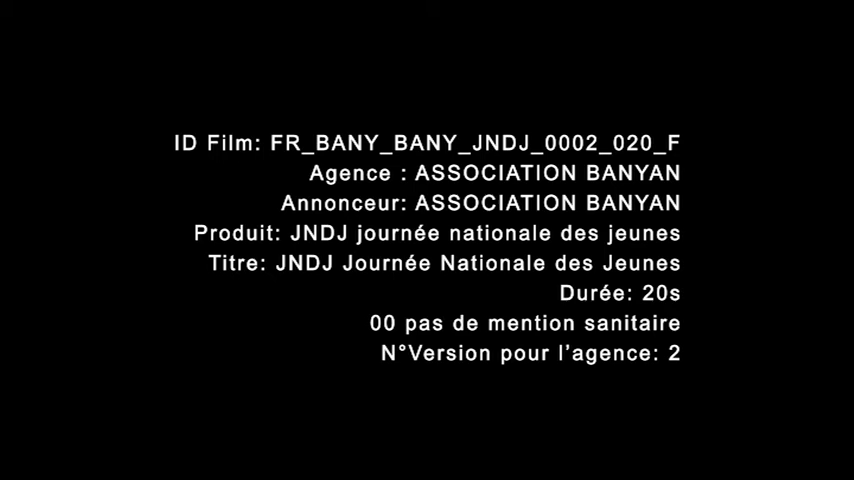 ID Film: FR_BANY_BANY_JNDJ_0002_020_F
Agence : ASSOCIATION BANYAN
Annonceur: ASSOCIATION BANYAN
Produit: JNDJ journée nationale des jeunes
Titre: JNDJ Journée Nationale des Jeunes
Durée: 20s
00 pas de mention sanitaire
N°Version pour l’agence: 2